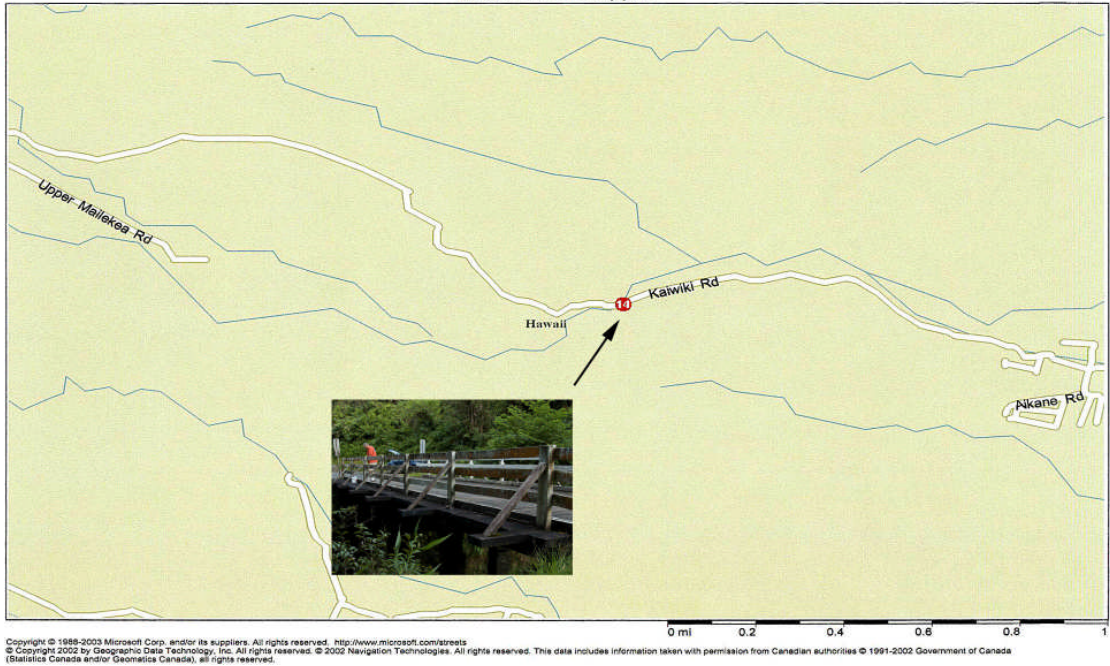 Upper Mailekea Rd
Kaiwiki Rd
14
Hawaii
Aikane Rd
0 mi 0.2 0.4 0.6 0.8 1
Copyright © 1988-2003 Microsoft Corp. and/or its suppliers. All rights reserved. http://www.microsoft.com/streets
© Copyright 2002 by Geographic Data Technology, Inc. All rights reserved. © 2002 Navigation Technologies. All rights reserved. This data includes information taken with permission from Canadian authorities © 1991-2002 Government of Canada
(Statistics Canada and/or Geomatics Canada), all rights reserved.